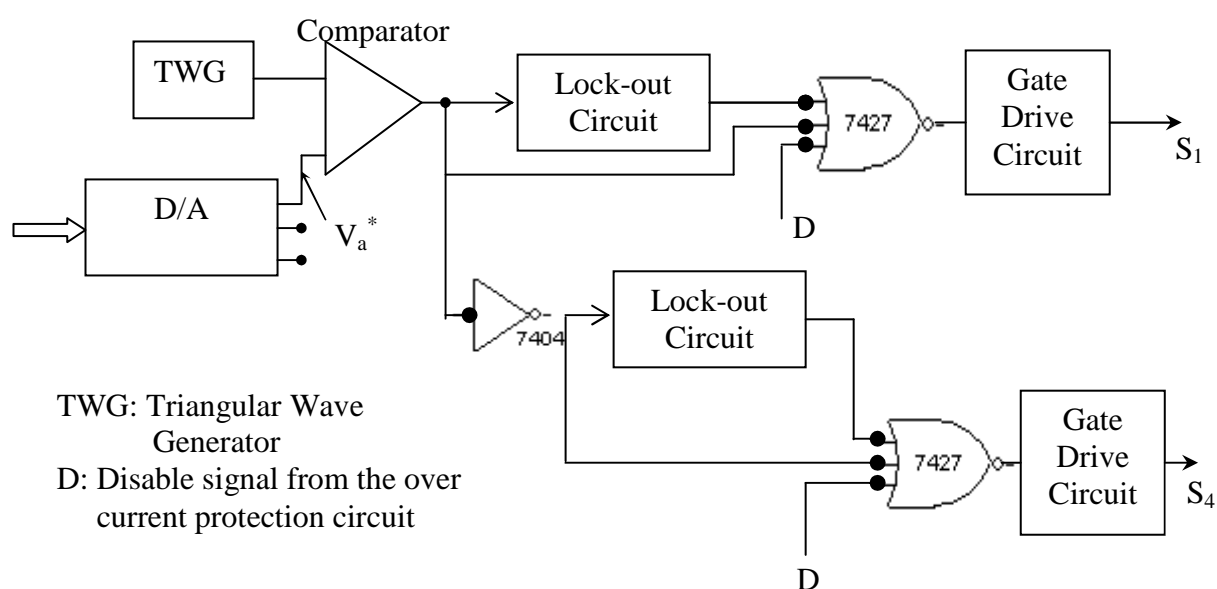 Comparator
TWG
Lock-out
Circuit
7427
Gate
Drive
Circuit
S₁
D/A
Vₐ*
D
7404
Lock-out
Circuit
TWG: Triangular Wave
Generator
D: Disable signal from the over
current protection circuit
7427
Gate
Drive
Circuit
S₄
D